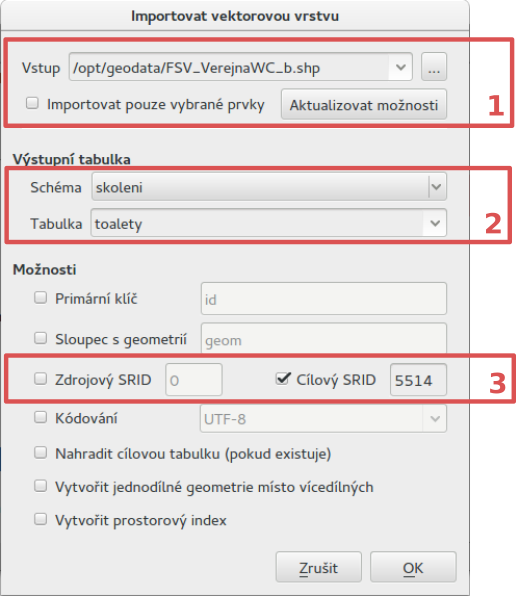 Importovat vektorovou vrstvu
Vstup /opt/geodata/FSV_VerejnaWC_b.shp ...
Importovat pouze vybrané prvky Aktualizovat možnosti 1
Výstupní tabulka
Schéma skoleni
Tabulka toalety 2
Možnosti
Primární klíč id
Sloupec s geometrií geom
Zdrojový SRID 0 Cílový SRID 5514 3
Kódování UTF-8
Nahradit cílovou tabulku (pokud existuje)
Vytvořit jednodílné geometrie místo vícedílných
Vytvořit prostorový index
Zrušit OK